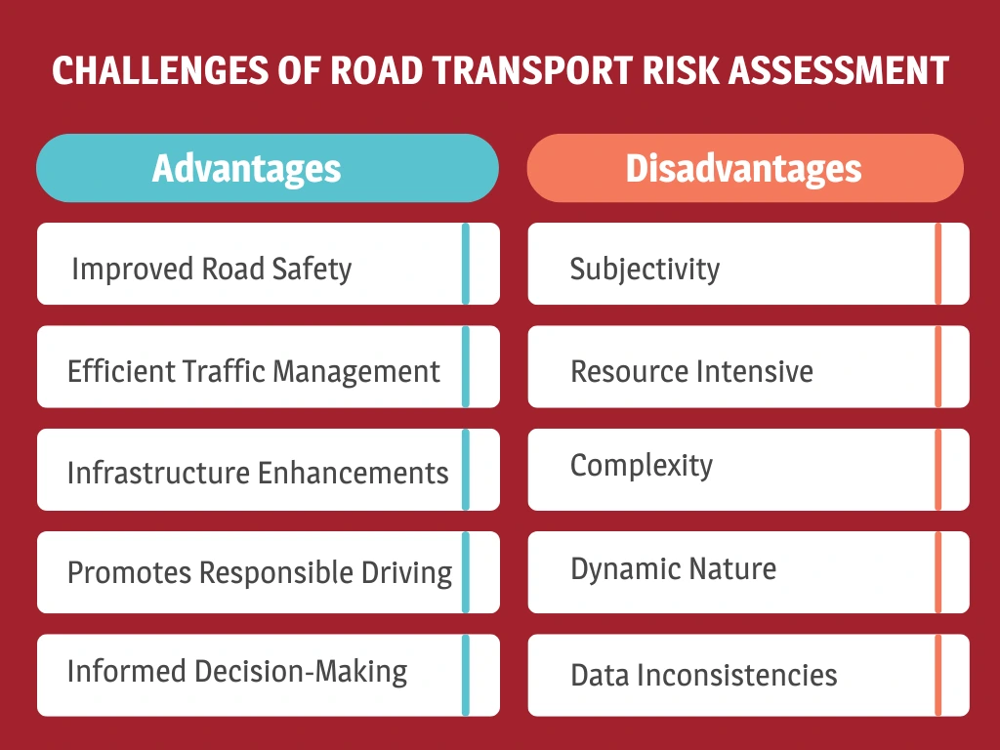 CHALLENGES OF ROAD TRANSPORT RISK ASSESSMENT
Advantages
Improved Road Safety
Efficient Traffic Management
Infrastructure Enhancements
Promotes Responsible Driving
Informed Decision-Making
Disadvantages
Subjectivity
Resource Intensive
Complexity
Dynamic Nature
Data Inconsistencies